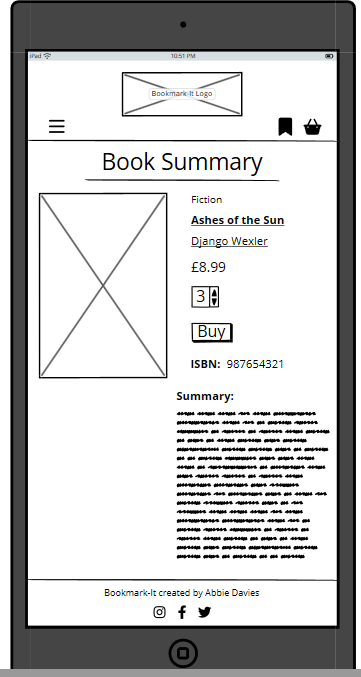 iPad
10:51 PM
Bookmark-It Logo
Book Summary
Fiction
Ashes of the Sun
Django Wexler
£8.99
3
Buy
ISBN: 987654321
Summary:
Bookmark-It created by Abbie Davies